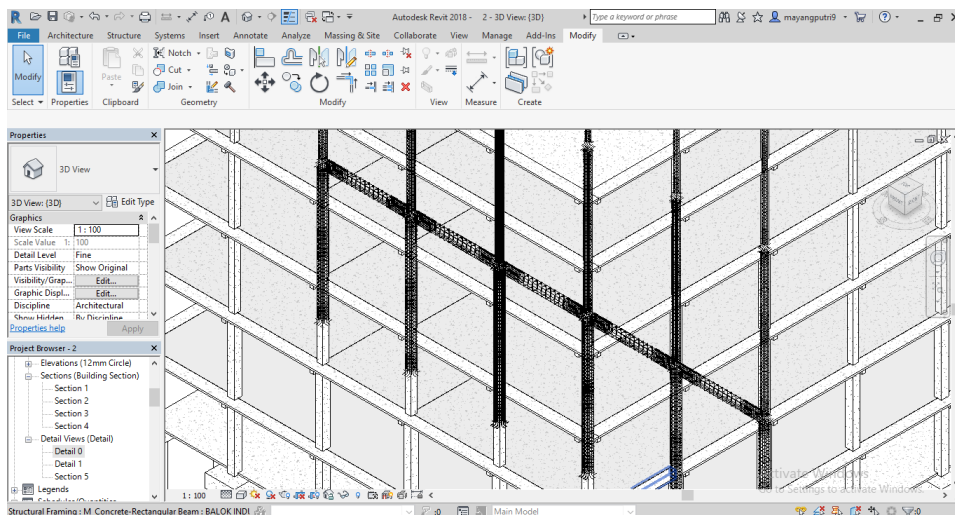 Autodesk Revit 2018 - 2 - 3D View: {3D}
Type a keyword or phrase
mayangputri9
File Architecture Structure Systems Insert Annotate Analyze Massing & Site Collaborate View Manage Add-Ins Modify
Modify
Paste
Notch
Cut
Join
Select Properties Clipboard Geometry Modify View Measure Create
Properties X
3D View
3D View: {3D} Edit Type
Graphics
View Scale 1 : 100
Scale Value 1: 100
Detail Level Fine
Parts Visibility Show Original
Visibility/Grap... Edit...
Graphic Displ... Edit...
Discipline Architectural
Show Hidden By Discipline
Properties help Apply
Project Browser - 2 X
Elevations (12mm Circle)
Sections (Building Section)
Section 1
Section 2
Section 3
Section 4
Detail Views (Detail)
Detail 0
Detail 1
Section 5
Legends
Schedules/Quantities
1 : 100
Activate Windows
Go to Settings to activate Windows.
Structural Framing : M_Concrete-Rectangular Beam : BALOK INDI
:0
Main Model
:0